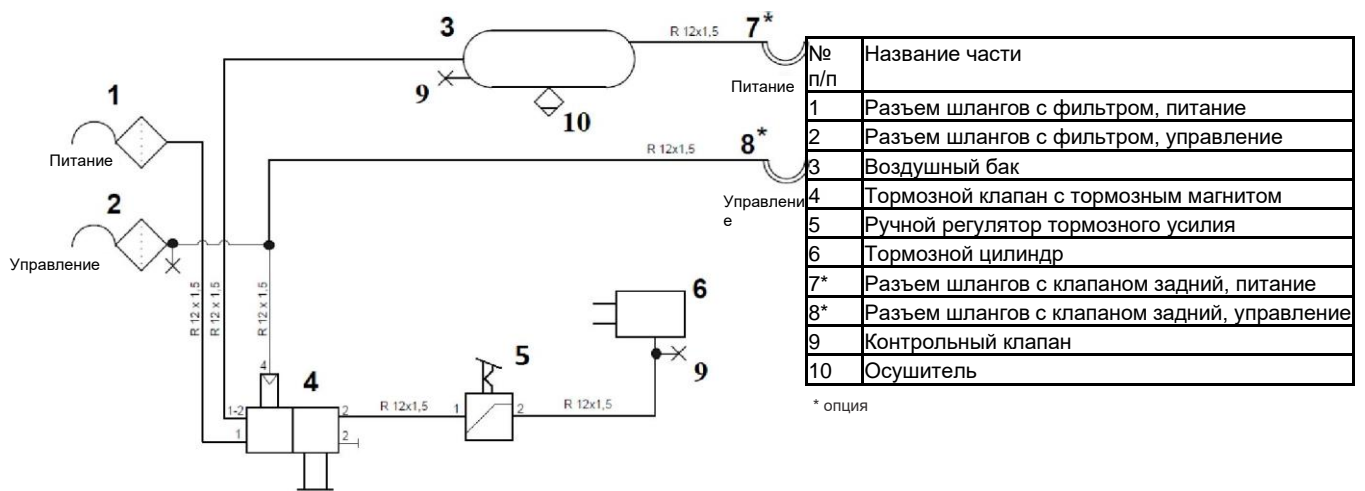 3
R 12x1,5
7*
Питание
9
10
1
Питание
R 12x1,5
8*
Управлени
е
2
Управление
R 12 x 1,5
R 12 x 1,5
R 12 x 1,5
6
9
5
4
4
1-2
1
2
2
R 12x1,5
1
2
R 12x1,5
№ п/п
Название части
1 Разъем шлангов с фильтром, питание
2 Разъем шлангов с фильтром, управление
3 Воздушный бак
4 Тормозной клапан с тормозным магнитом
5 Ручной регулятор тормозного усилия
6 Тормозной цилиндр
7* Разъем шлангов с клапаном задний, питание
8* Разъем шлангов с клапаном задний, управление
9 Контрольный клапан
10 Осушитель
* опция